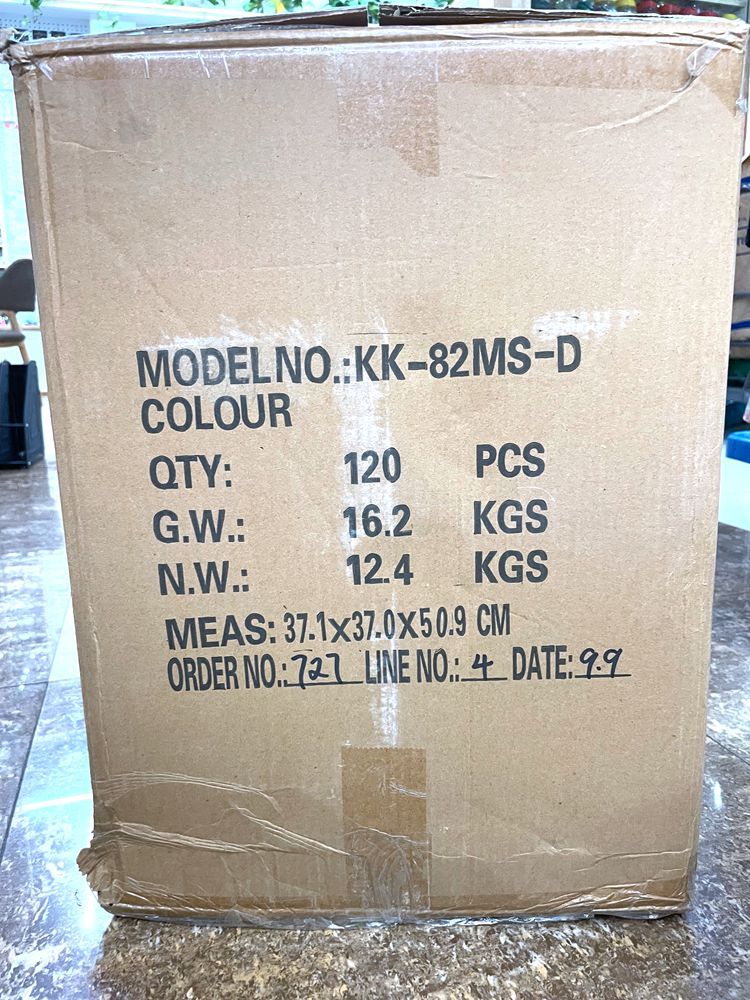 MODEL NO.:KK-82MS-D
COLOUR
QTY: 120 PCS
G.W.: 16.2 KGS
N.W.: 12.4 KGS
MEAS: 37.1x37.0x50.9 CM
ORDER NO.: 727 LINE NO.: 4 DATE: 9.9